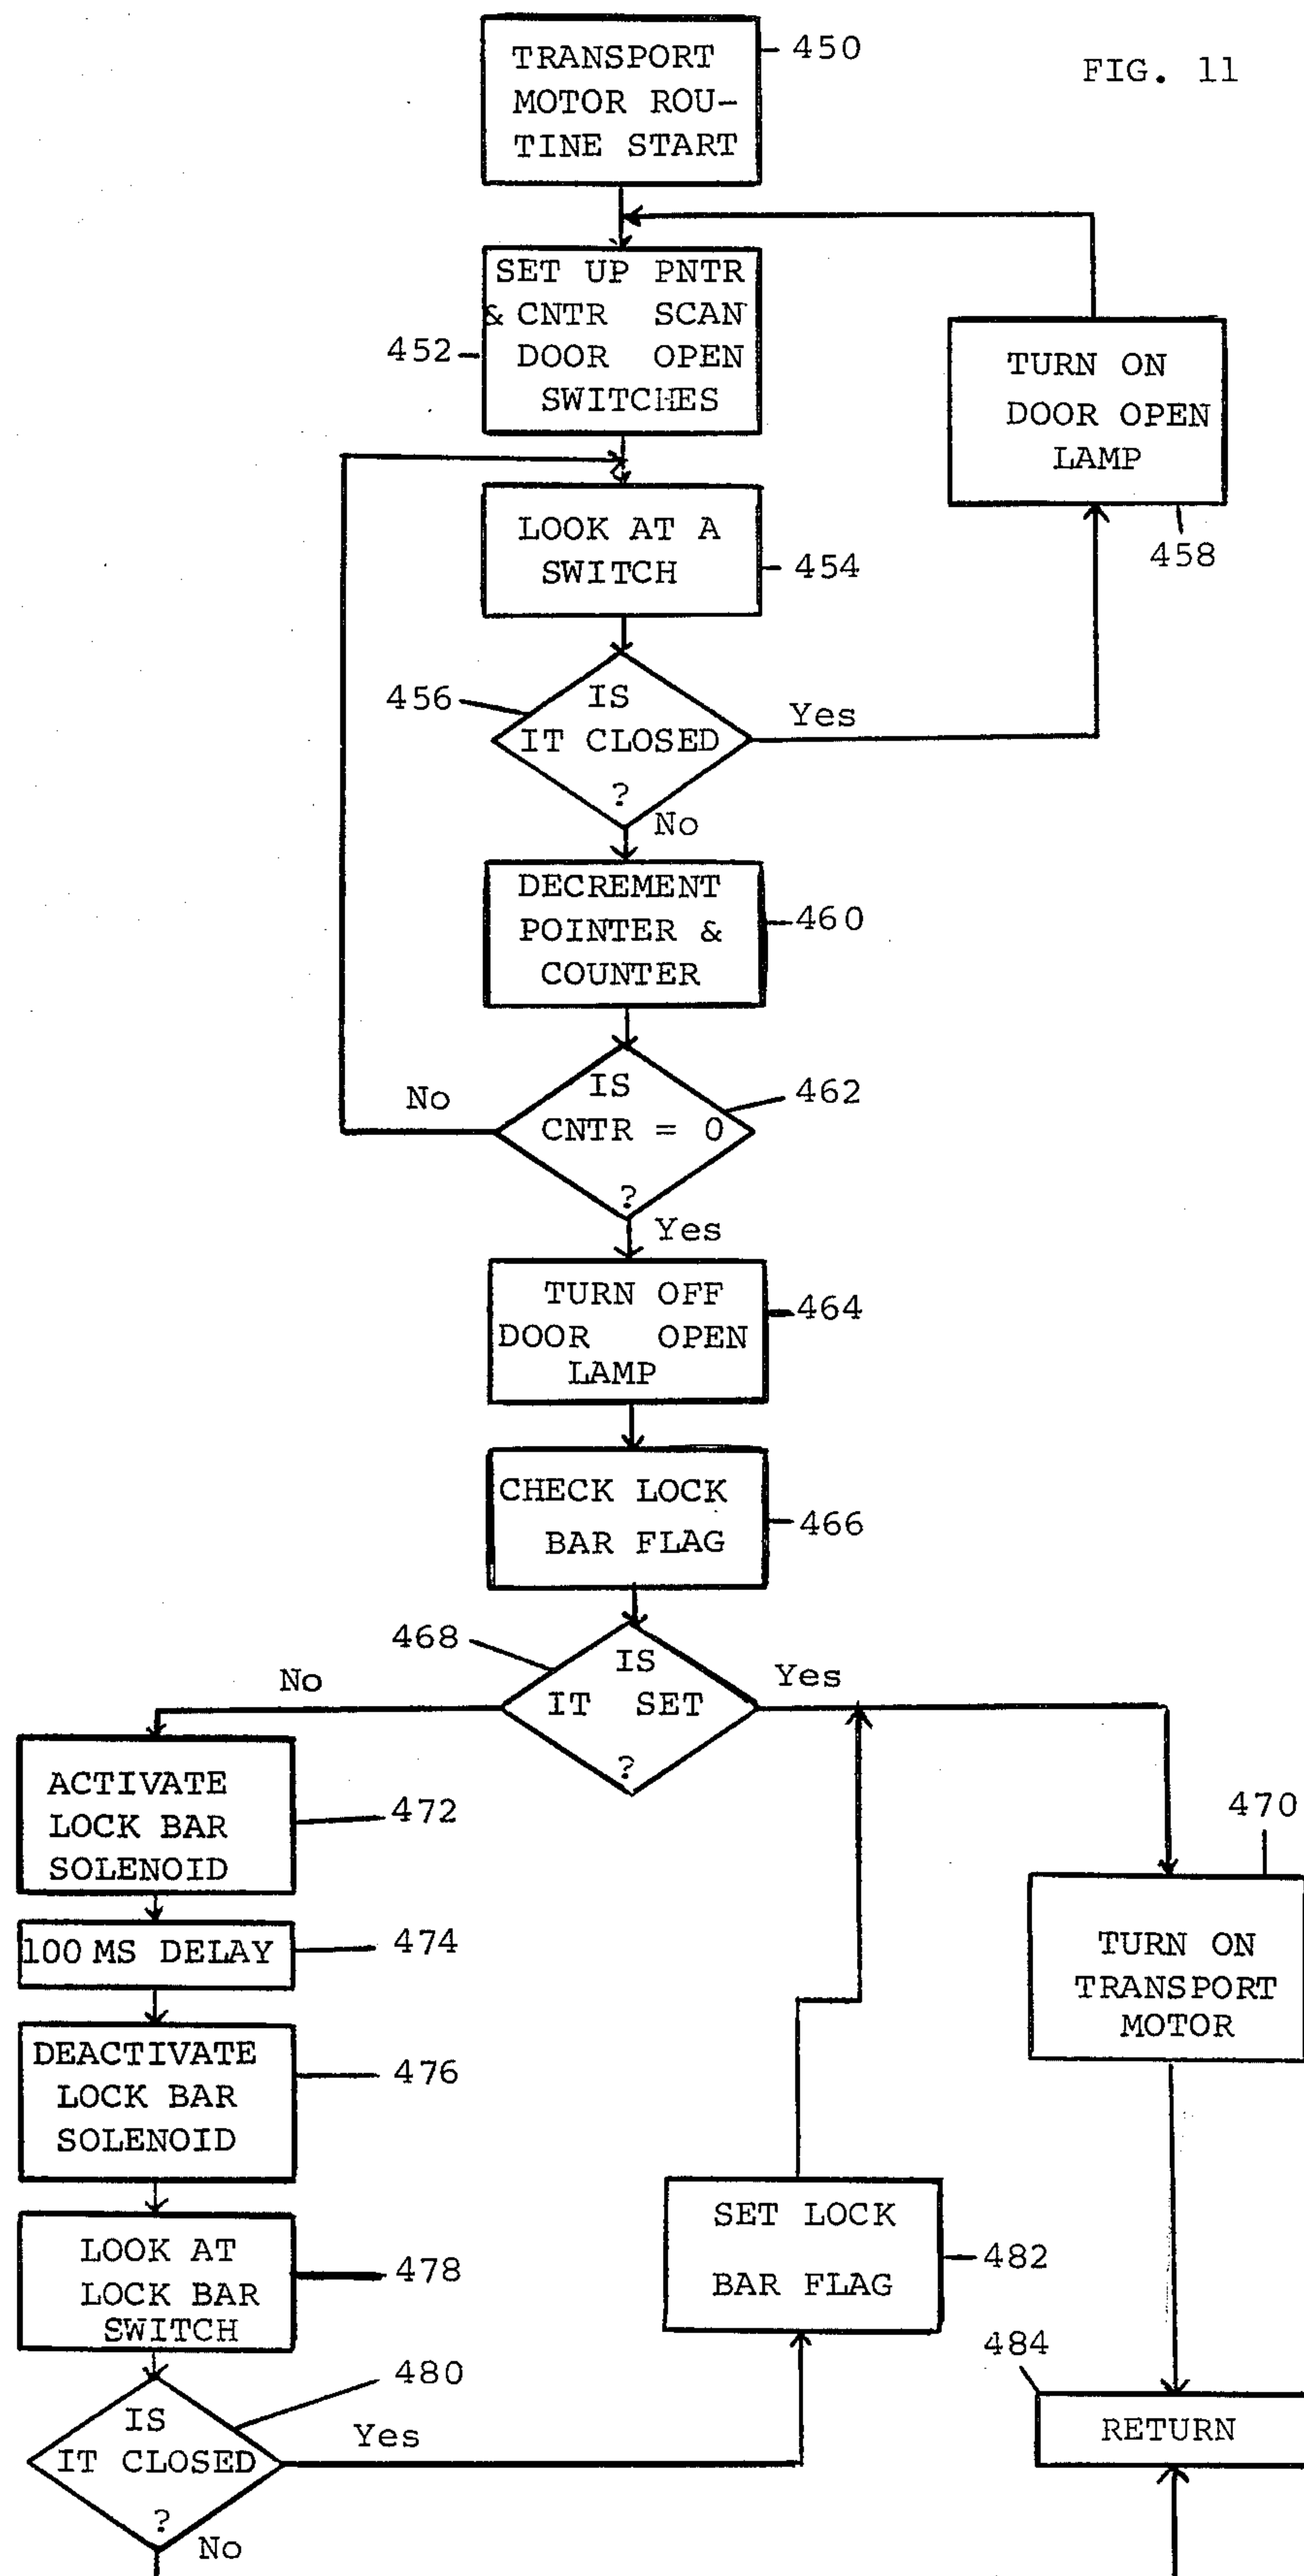 FIG. 11
TRANSPORT
MOTOR ROU-
TINE START
450
SET UP PNTR
& CNTR SCAN
DOOR OPEN
SWITCHES
452
TURN ON
DOOR OPEN
LAMP
458
LOOK AT A
SWITCH
454
456
IS
IT CLOSED
?
Yes
No
DECREMENT
POINTER &
COUNTER
460
IS
CNTR = 0
?
462
No
Yes
TURN OFF
DOOR OPEN
LAMP
464
CHECK LOCK
BAR FLAG
466
468
IS
IT SET
?
No
Yes
ACTIVATE
LOCK BAR
SOLENOID
472
470
TURN ON
TRANSPORT
MOTOR
100 MS DELAY
474
DEACTIVATE
LOCK BAR
SOLENOID
476
LOOK AT
LOCK BAR
SWITCH
478
SET LOCK
BAR FLAG
482
480
IS
IT CLOSED
?
Yes
No
484
RETURN